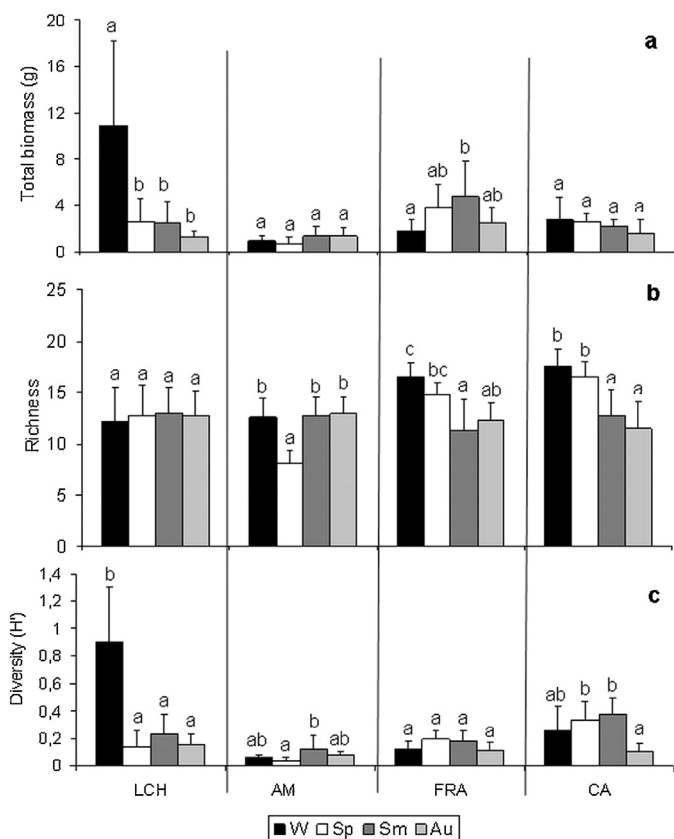 a
Total biomass (g)
20
16
12
8
4
0
a b b b
a a a a
a ab b ab
a a a a
b
Richness
25
20
15
10
5
0
a a a a
b a b b
c bc a ab
b b a a
c
Diversity (H')
1,4
1,2
1
0,8
0,6
0,4
0,2
0
b a a a
ab a b ab
a a a a
ab b b a
LCH AM FRA CA
W Sp Sm Au